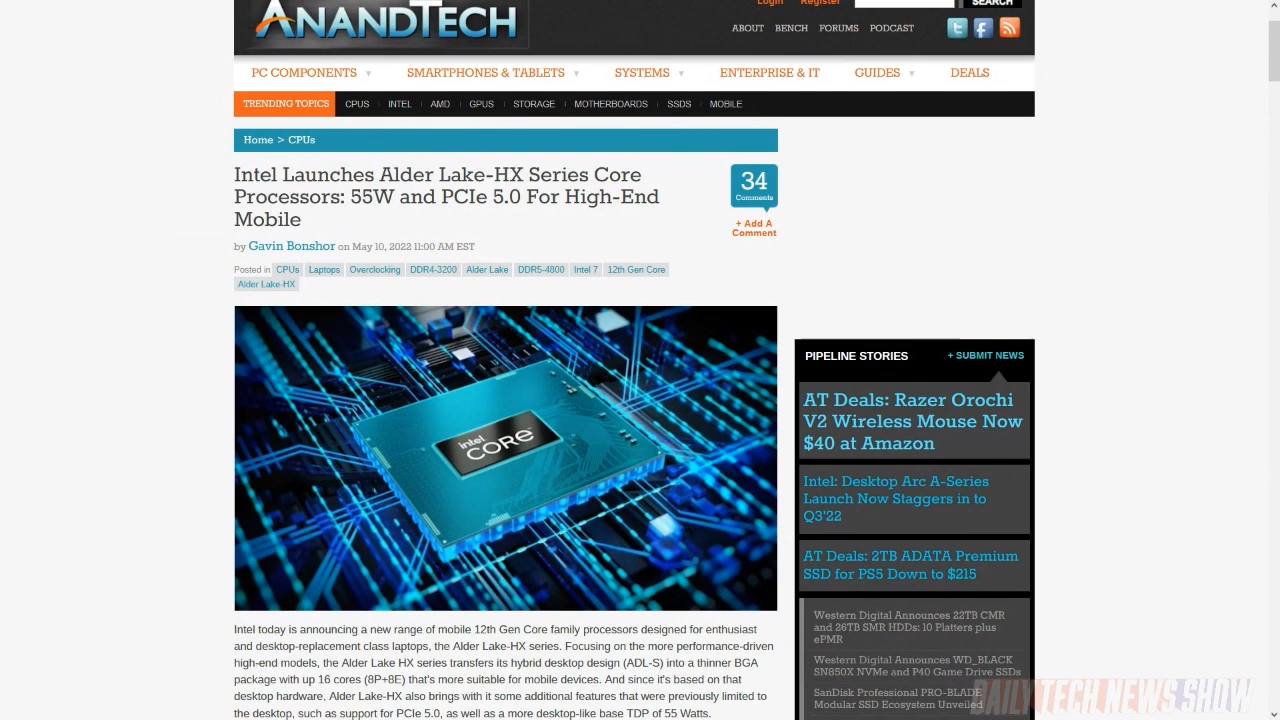 ANANDTECH
Login Register SEARCH
ABOUT BENCH FORUMS PODCAST
PC COMPONENTS SMARTPHONES & TABLETS SYSTEMS ENTERPRISE & IT GUIDES DEALS
TRENDING TOPICS CPUS INTEL AMD GPUS STORAGE MOTHERBOARDS SSDS MOBILE
Home > CPUs
Intel Launches Alder Lake-HX Series Core
Processors: 55W and PCIe 5.0 For High-End
Mobile
34
Comments
+ Add A
Comment
by Gavin Bonshor on May 10, 2022 11:00 AM EST
Posted in CPUs Laptops Overclocking DDR4-3200 Alder Lake DDR5-4800 Intel 7 12th Gen Core
Alder Lake-HX
intel
CORE
Intel today is announcing a new range of mobile 12th Gen Core family processors designed for enthusiast
and desktop-replacement class laptops, the Alder Lake-HX series. Focusing on the more performance-driven
high-end models, the Alder Lake HX series transfers its hybrid desktop design (ADL-S) into a thinner BGA
package with up 16 cores (8P+8E) that's more suitable for mobile devices. And since it's based on that
desktop hardware, Alder Lake-HX also brings with it some additional features that were previously limited to
the desktop, such as support for PCIe 5.0, as well as a more desktop-like base TDP of 55 Watts.
PIPELINE STORIES + SUBMIT NEWS
AT Deals: Razer Orochi
V2 Wireless Mouse Now
$40 at Amazon
Intel: Desktop Arc A-Series
Launch Now Staggers in to
Q3'22
AT Deals: 2TB ADATA Premium
SSD for PS5 Down to $215
Western Digital Announces 22TB CMR
and 26TB SMR HDDs: 10 Platters plus
ePMR
Western Digital Announces WD_BLACK
SN850X NVMe and P40 Game Drive SSDs
SanDisk Professional PRO-BLADE
Modular SSD Ecosystem Unveiled
DAILY TECH NEWS SHOW